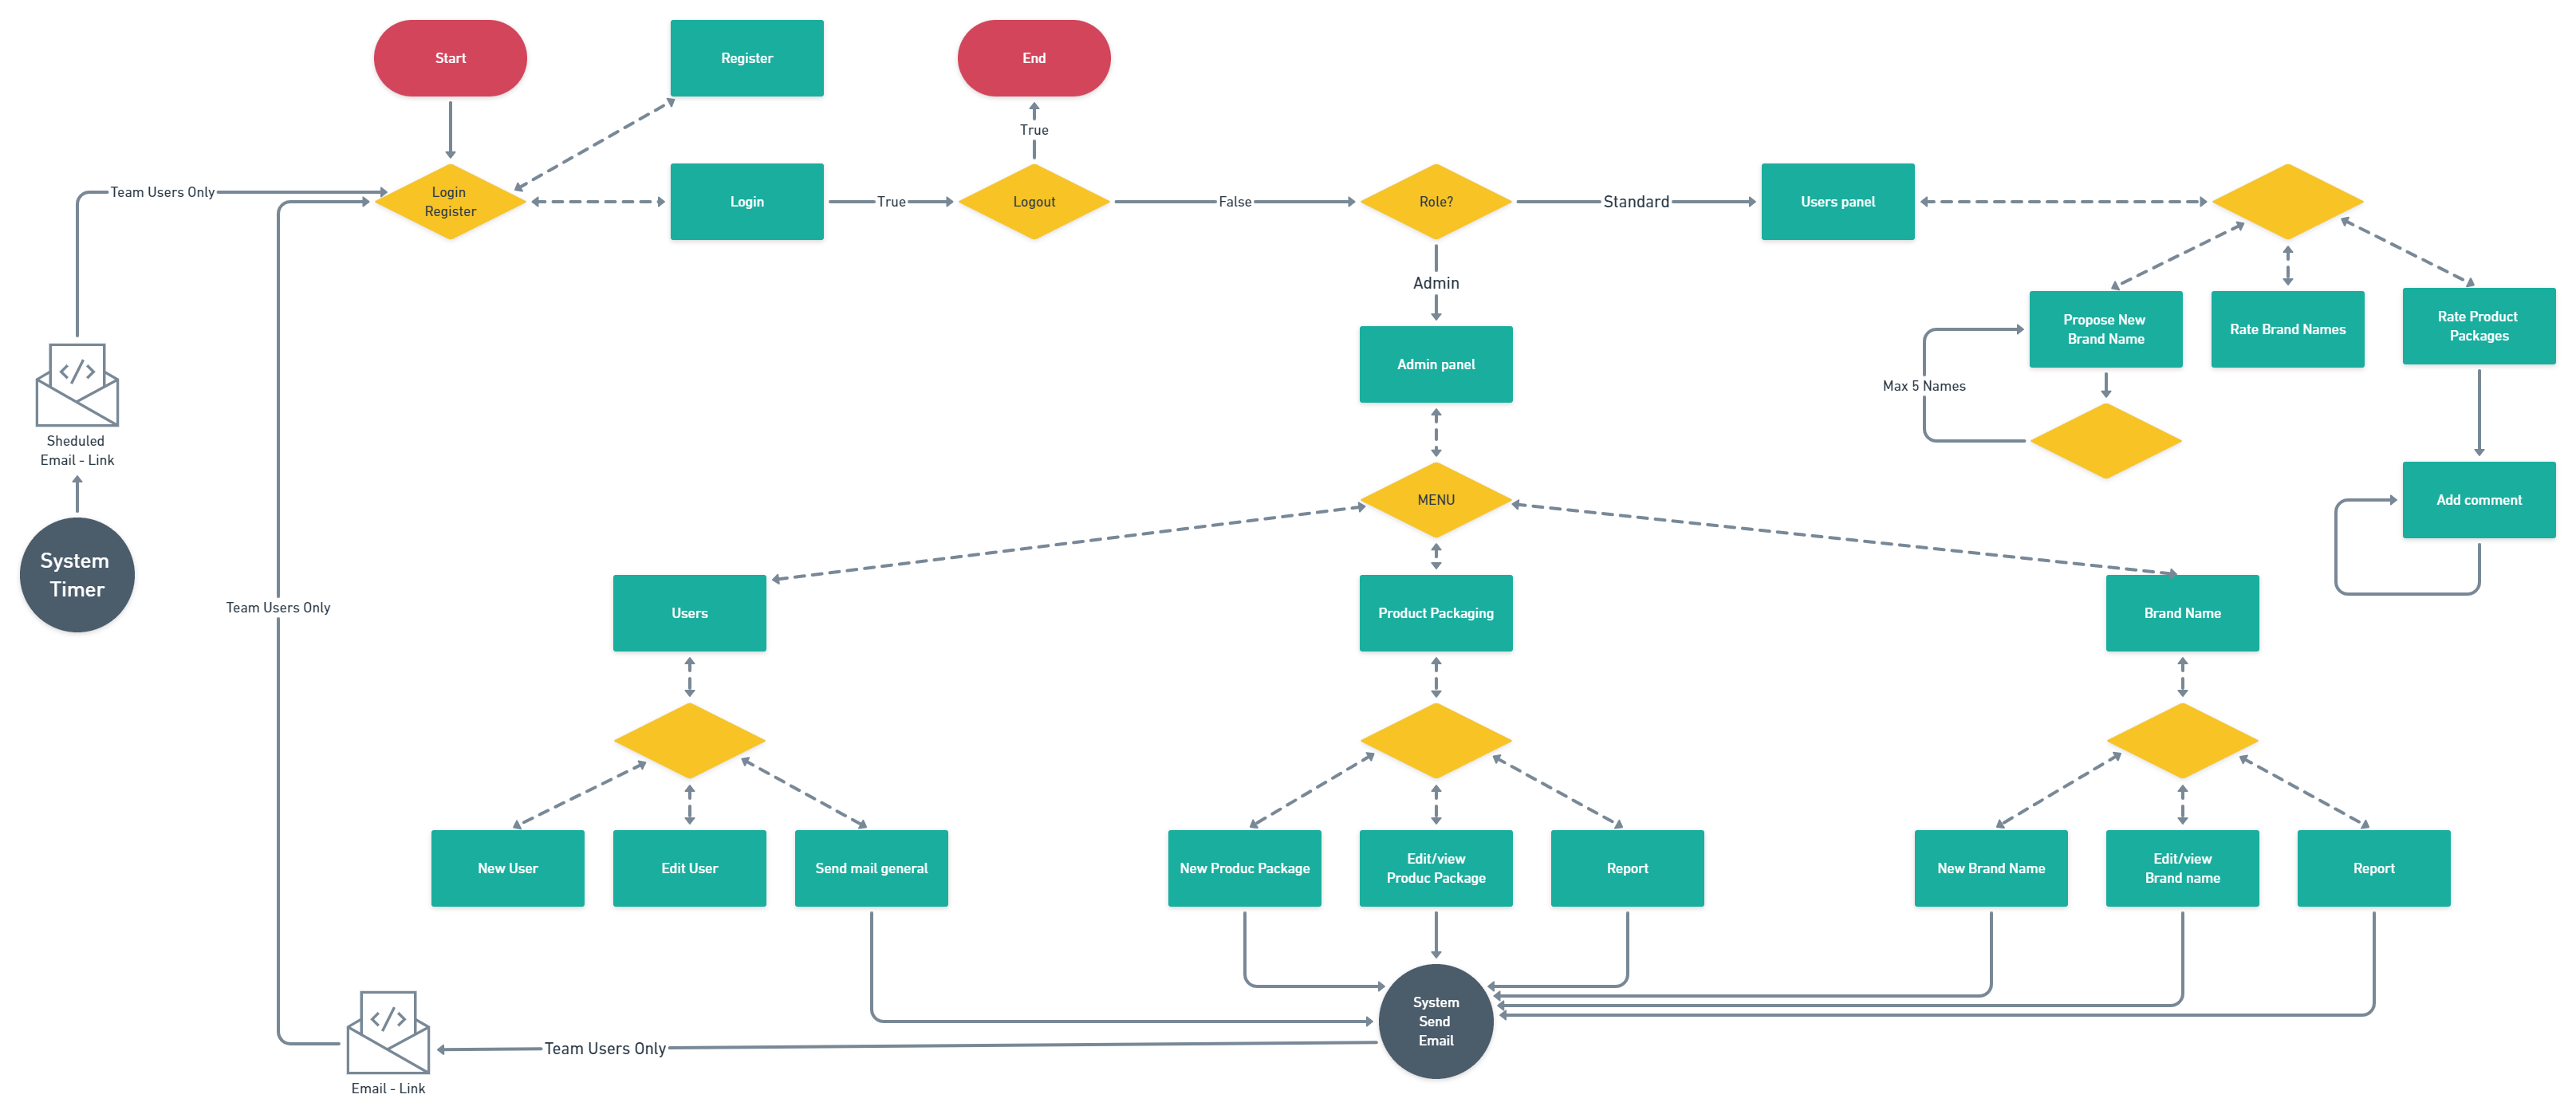 Start
Register
End
True
Team Users Only
Login
Register
Login
True
Logout
False
Role?
Standard
Users panel
Admin
Propose New
Brand Name
Rate Brand Names
Rate Product
Packages
Admin panel
Max 5 Names
Sheduled
Email - Link
MENU
Add comment
System
Timer
Team Users Only
Users
Product Packaging
Brand Name
New User
Edit User
Send mail general
New Produc Package
Edit/view
Produc Package
Report
New Brand Name
Edit/view
Brand name
Report
System
Send
Email
Team Users Only
Email - Link